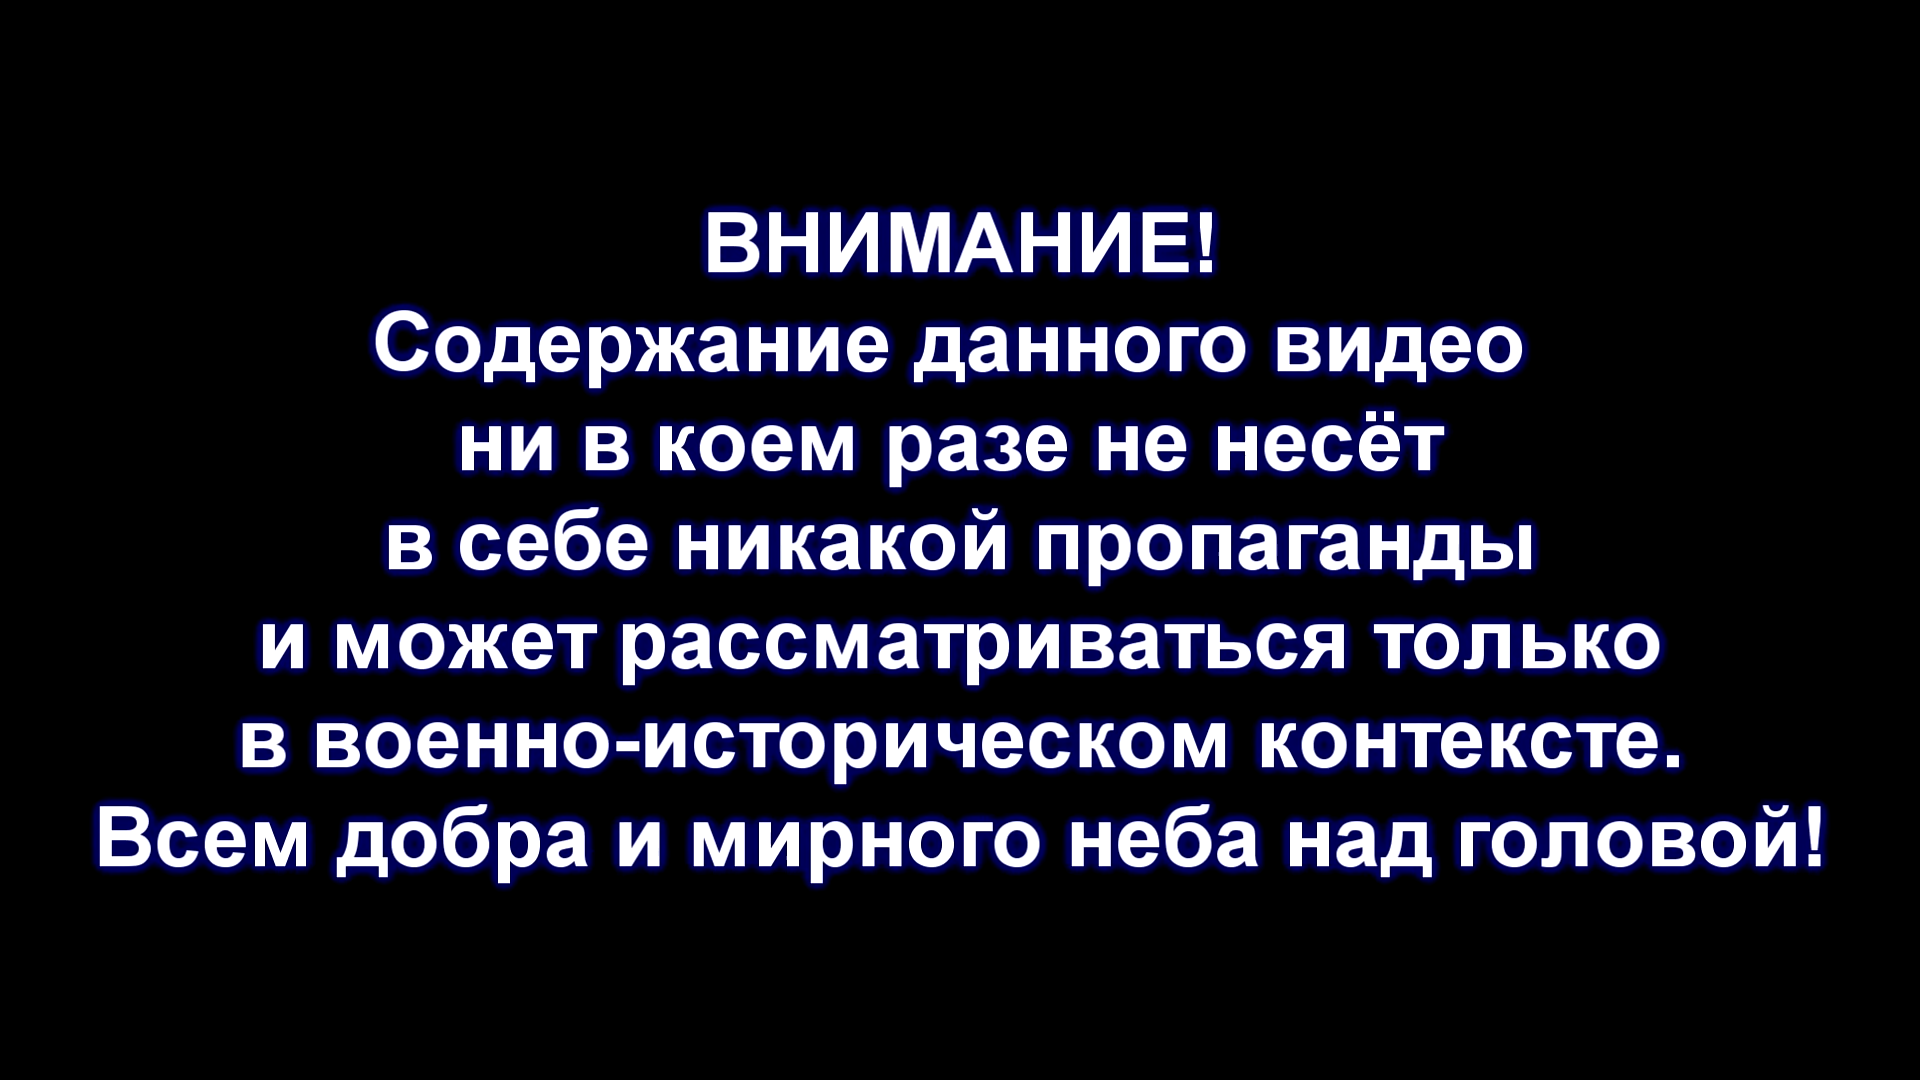 ВНИМАНИЕ!
Содержание данного видео
ни в коем разе не несёт
в себе никакой пропаганды
и может рассматриваться только
в военно-историческом контексте.
Всем добра и мирного неба над головой!